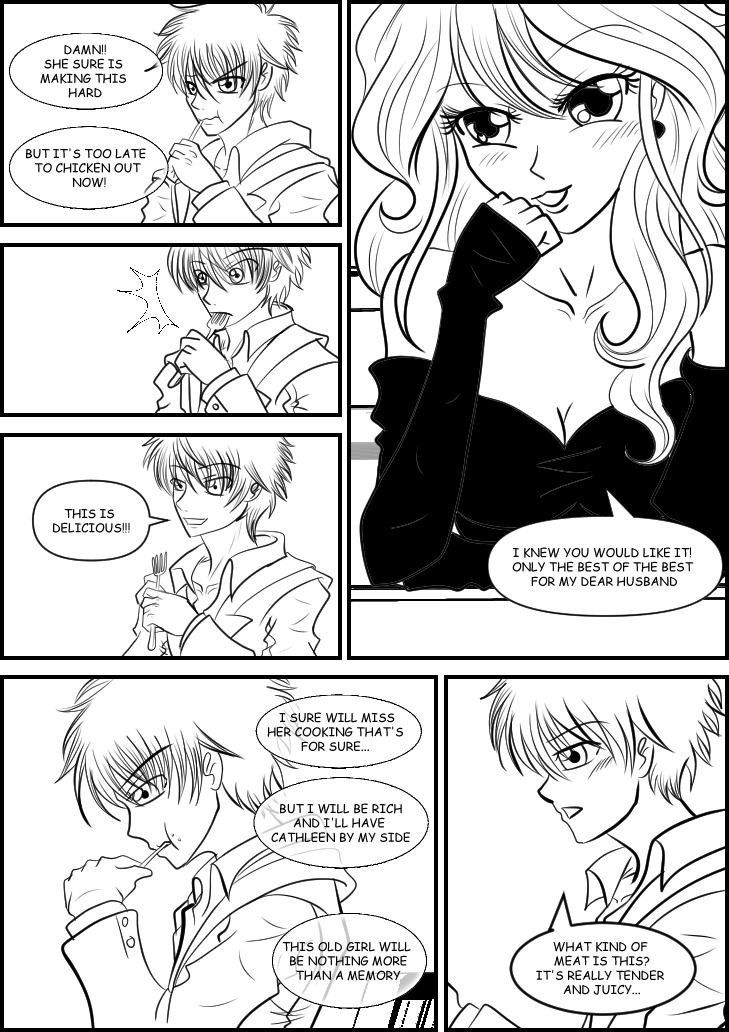 DAMN!!
SHE SURE IS
MAKING THIS
HARD
BUT IT'S TOO LATE
TO CHICKEN OUT
NOW!
THIS IS
DELICIOUS!!!
I KNEW YOU WOULD LIKE IT!
ONLY THE BEST OF THE BEST
FOR MY DEAR HUSBAND
I SURE WILL MISS
HER COOKING THAT'S
FOR SURE...
BUT I WILL BE RICH
AND I'LL HAVE
CATHLEEN BY MY SIDE
THIS OLD GIRL WILL
BE NOTHING MORE
THAN A MEMORY
WHAT KIND OF
MEAT IS THIS?
IT'S REALLY TENDER
AND JUICY...